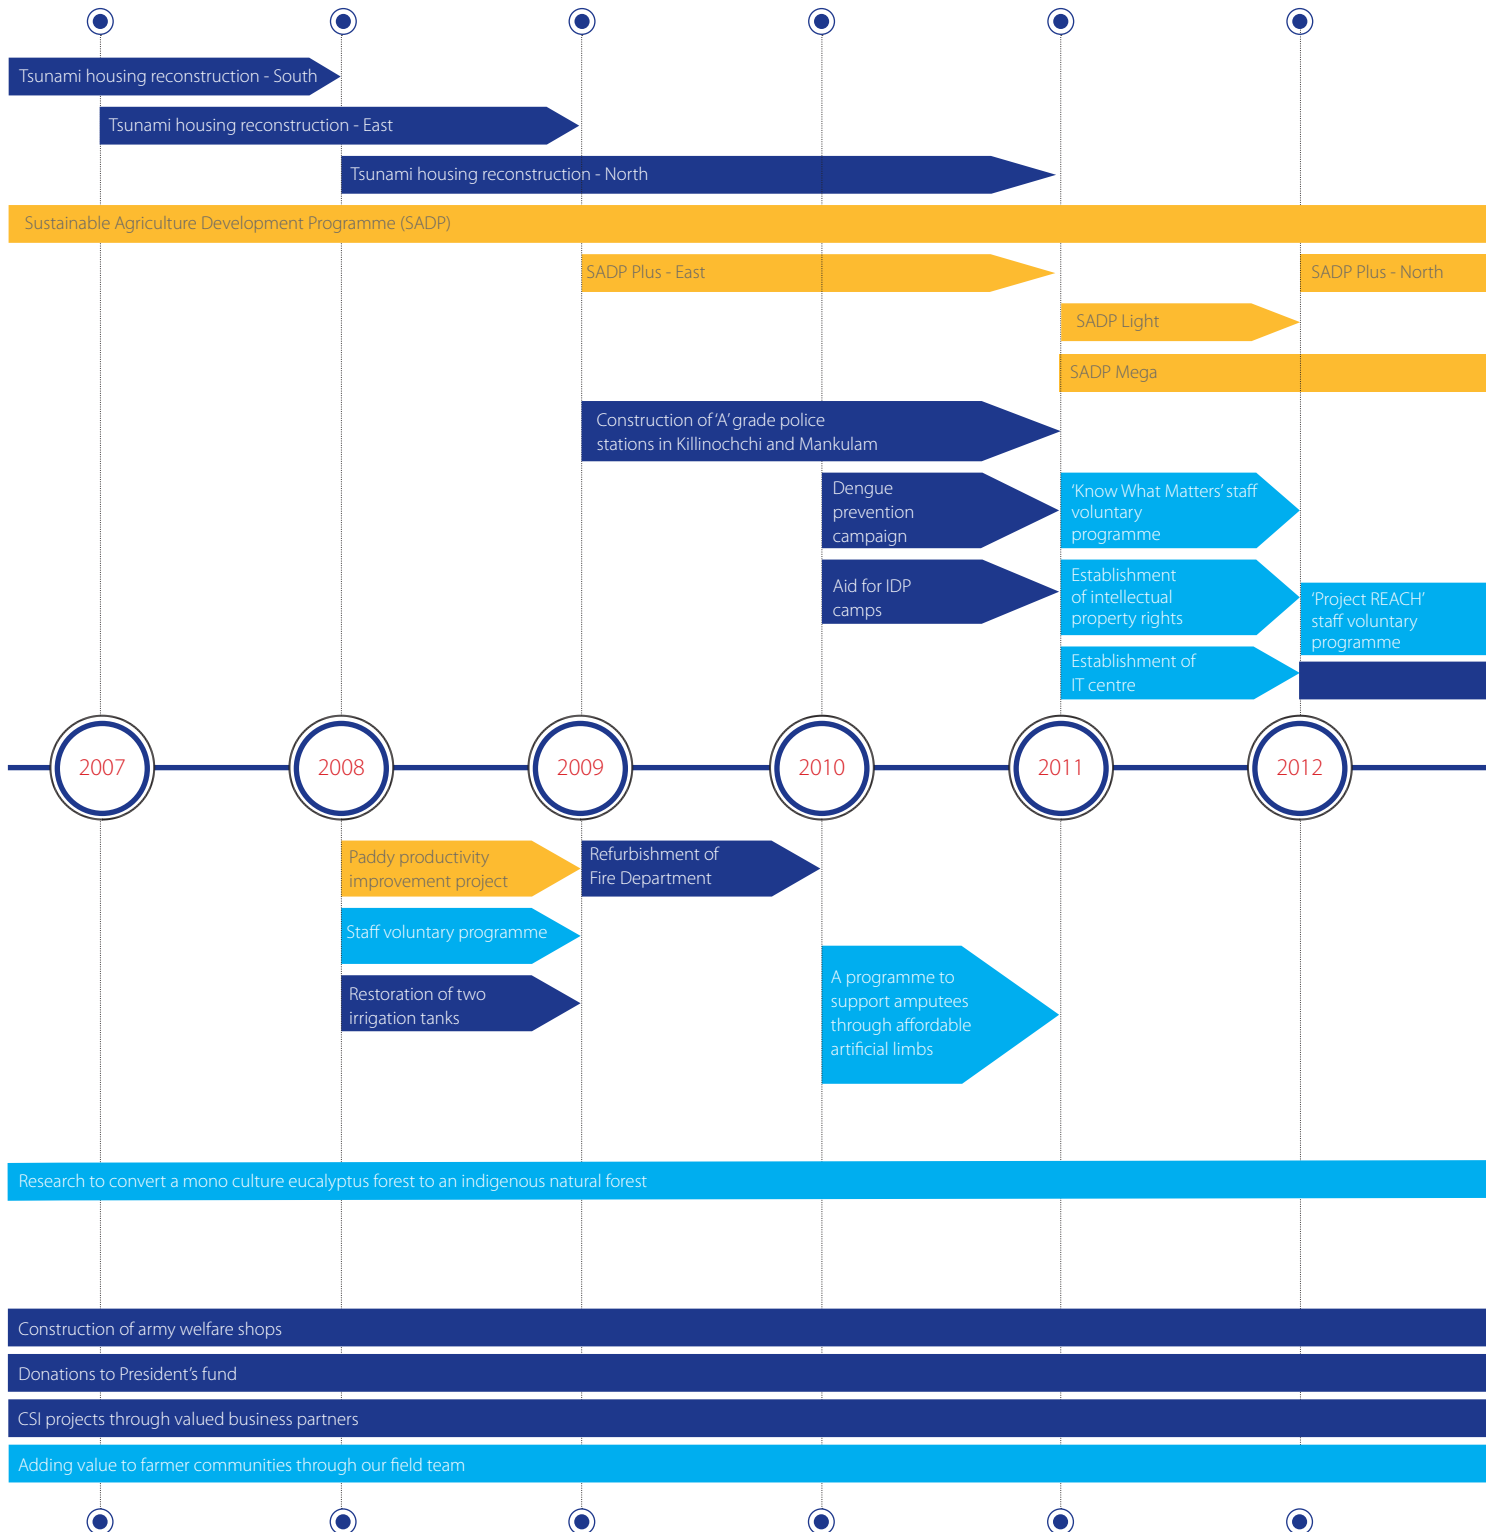 Tsunami housing reconstruction - South
Tsunami housing reconstruction - East
Tsunami housing reconstruction - North
Sustainable Agriculture Development Programme (SADP)
SADP Plus - East
SADP Plus - North
SADP Light
SADP Mega
Construction of ‘A’ grade police
stations in Killinochchi and Mankulam
Dengue
prevention
campaign
‘Know What Matters’ staff
voluntary
programme
Aid for IDP
camps
Establishment
of intellectual
property rights
‘Project REACH’
staff voluntary
programme
Establishment of
IT centre
2007
2008
2009
2010
2011
2012
Paddy productivity
improvement project
Refurbishment of
Fire Department
Staff voluntary programme
Restoration of two
irrigation tanks
A programme to
support amputees
through affordable
artificial limbs
Research to convert a mono culture eucalyptus forest to an indigenous natural forest
Construction of army welfare shops
Donations to President’s fund
CSI projects through valued business partners
Adding value to farmer communities through our field team